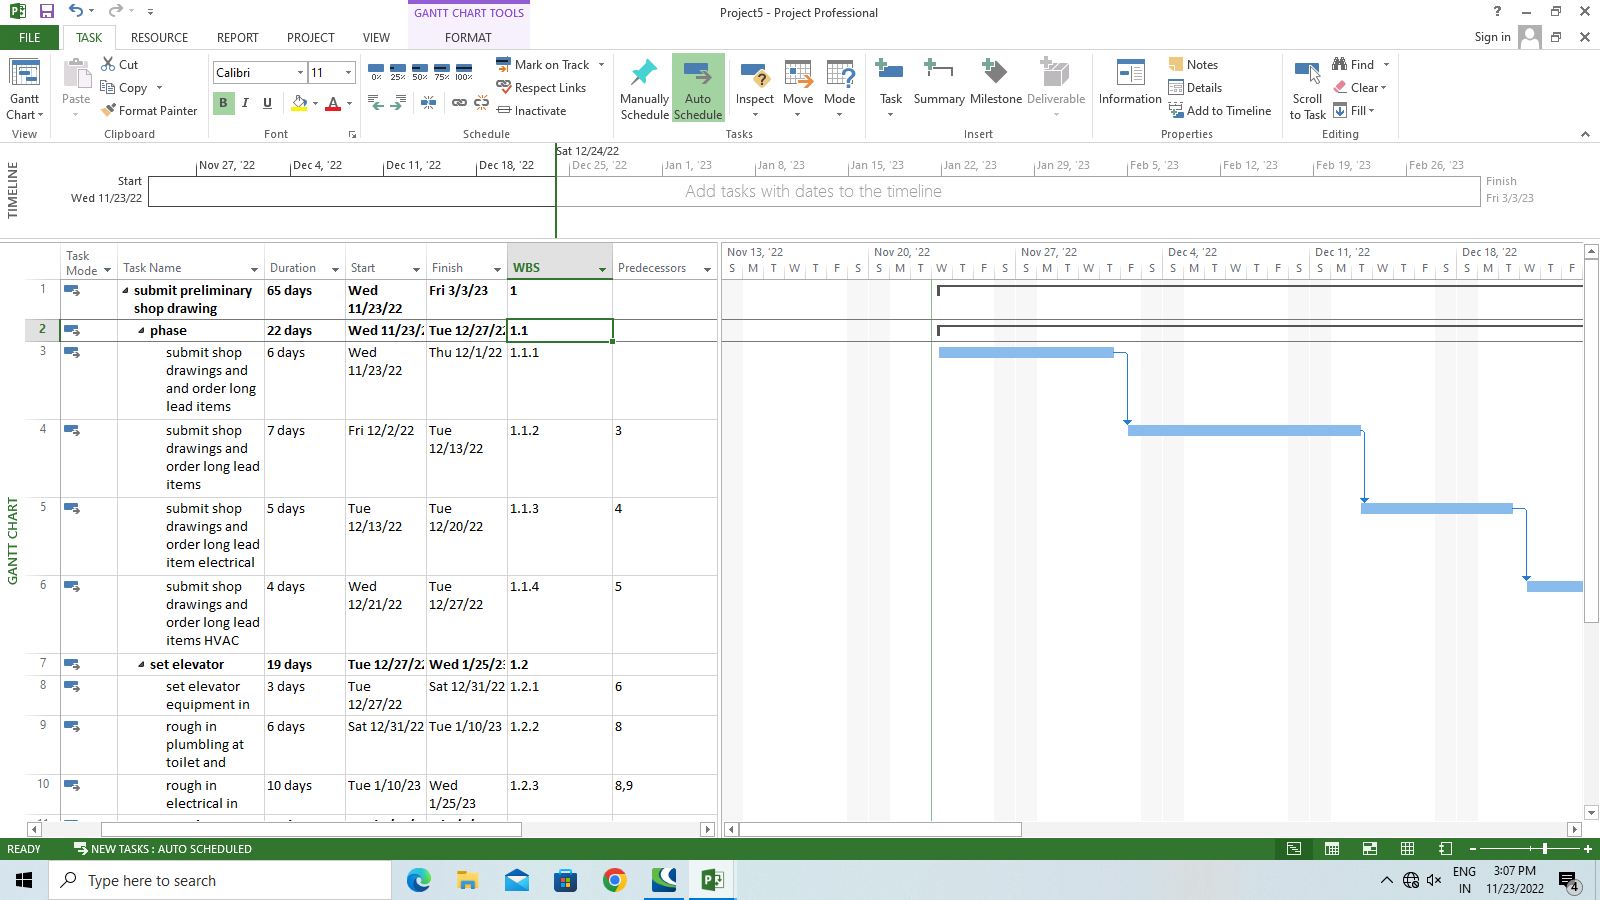 GANTT CHART TOOLS
Project5 - Project Professional
FILE TASK RESOURCE REPORT PROJECT VIEW FORMAT Sign in
Gantt Chart
View
Paste
Cut
Copy
Format Painter
Clipboard
Calibri 11
B I U A
Font
0% 25% 50% 75% 100%
Mark on Track
Respect Links
Inactivate
Schedule
Manually Schedule
Auto Schedule
Inspect
Move
Mode
Tasks
Task
Summary
Milestone
Deliverable
Insert
Information
Notes
Details
Add to Timeline
Properties
Scroll to Task
Find
Clear
Fill
Editing
TIMELINE
Sat 12/24/22
Nov 27, '22 Dec 4, '22 Dec 11, '22 Dec 18, '22 Dec 25, '22 Jan 1, '23 Jan 8, '23 Jan 15, '23 Jan 22, '23 Jan 29, '23 Feb 5, '23 Feb 12, '23 Feb 19, '23 Feb 26, '23
Start
Wed 11/23/22
Add tasks with dates to the timeline
Finish
Fri 3/3/23
GANTT CHART
Task Mode Task Name Duration Start Finish WBS Predecessors
1 submit preliminary shop drawing 65 days Wed 11/23/22 Fri 3/3/23 1
2 phase 22 days Wed 11/23/2 Tue 12/27/22 1.1
3 submit shop drawings and and order long lead items 6 days Wed 11/23/22 Thu 12/1/22 1.1.1
4 submit shop drawings and order long lead items 7 days Fri 12/2/22 Tue 12/13/22 1.1.2 3
5 submit shop drawings and order long lead item electrical 5 days Tue 12/13/22 Tue 12/20/22 1.1.3 4
6 submit shop drawings and order long lead items HVAC 4 days Wed 12/21/22 Tue 12/27/22 1.1.4 5
7 set elevator 19 days Tue 12/27/22 Wed 1/25/23 1.2
8 set elevator equipment in 3 days Tue 12/27/22 Sat 12/31/22 1.2.1 6
9 rough in plumbling at toilet and 6 days Sat 12/31/22 Tue 1/10/23 1.2.2 8
10 rough in electrical in 10 days Tue 1/10/23 Wed 1/25/23 1.2.3 8,9
Nov 13, '22 Nov 20, '22 Nov 27, '22 Dec 4, '22 Dec 11, '22 Dec 18, '22
S M T W T F S S M T W T F S S M T W T F S S M T W T F S S M T W T F S S M T W T F
READY NEW TASKS : AUTO SCHEDULED
Type here to search
ENG
IN
3:07 PM
11/23/2022
4